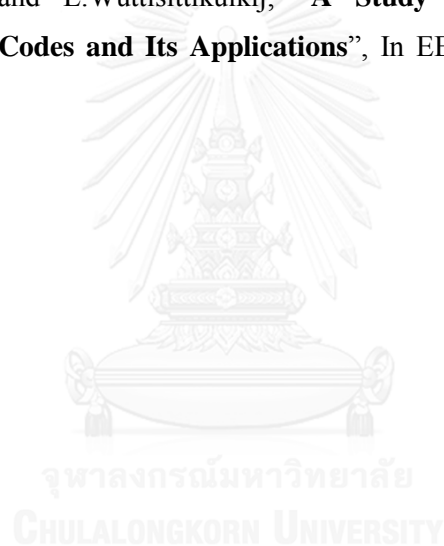 and L.Wuttisittikulkij, “A Study
Codes and Its Applications”, In EE
จุฬาลงกรณ์มหาวิทยาลัย
CHULALONGKORN UNIVERSITY